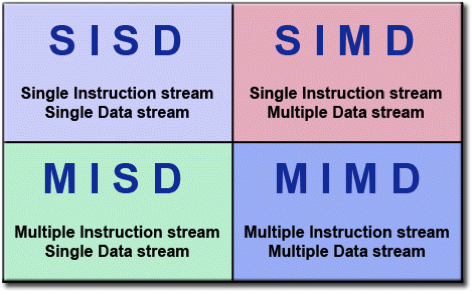 S I S D
Single Instruction stream
Single Data stream
S I M D
Single Instruction stream
Multiple Data stream
M I S D
Multiple Instruction stream
Single Data stream
M I M D
Multiple Instruction stream
Multiple Data stream